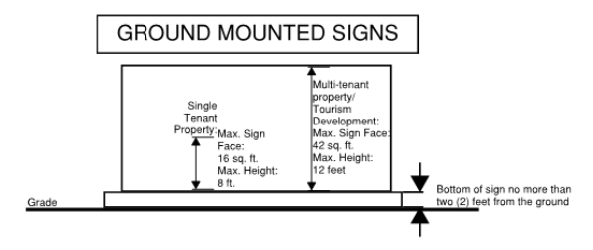 GROUND MOUNTED SIGNS
Single
Tenant
Property:
Max. Sign
Face:
16 sq. ft.
Max. Height:
8 ft.
Multi-tenant
property/
Tourism
Development:
Max. Sign Face:
42 sq. ft.
Max. Height:
12 feet
Bottom of sign no more than
two (2) feet from the ground
Grade